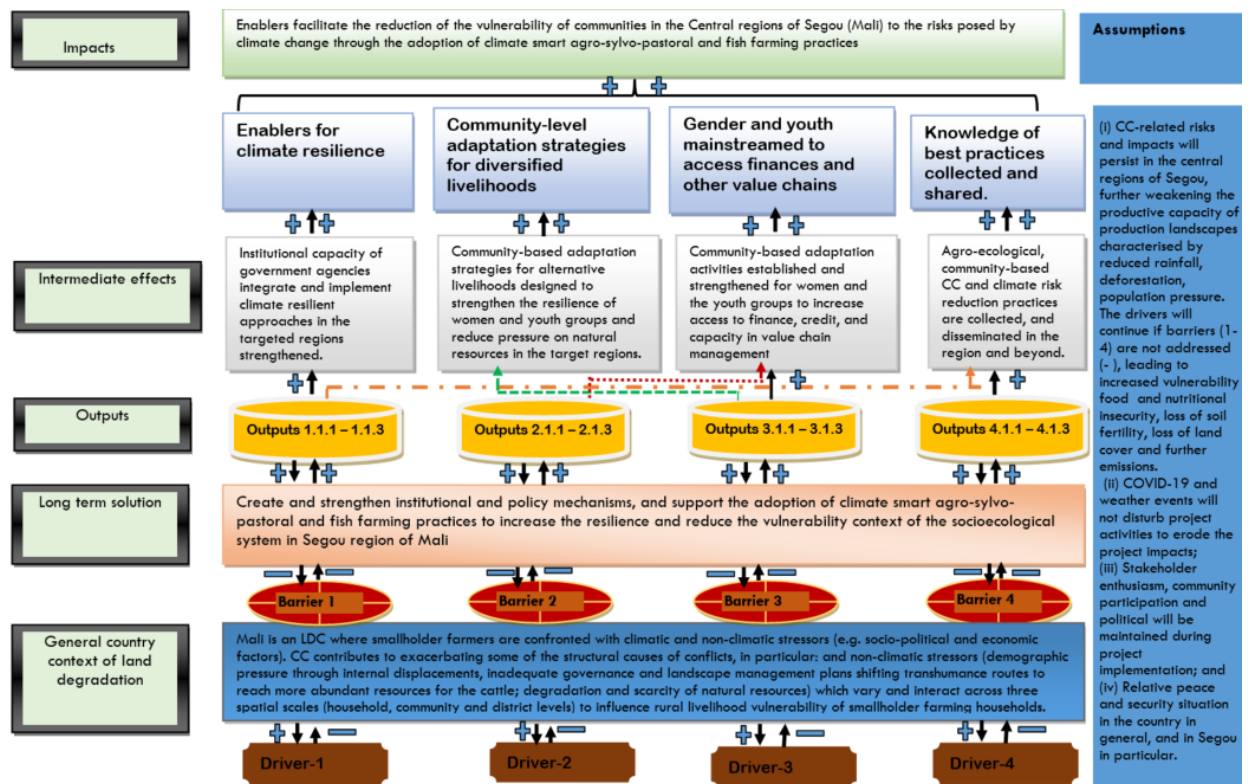 Impacts
Enablers facilitate the reduction of the vulnerability of communities in the Central regions of Segou (Mali) to the risks posed by
climate change through the adoption of climate smart agro-sylvo-pastoral and fish farming practices
Assumptions
Enablers for
climate resilience
Community-level
adaptation strategies
for diversified
livelihoods
Gender and youth
mainstreamed to
access finances and
other value chains
Knowledge of
best practices
collected and
shared.
Intermediate effects
Institutional capacity of
government agencies
integrate and implement
climate resilient
approaches in the
targeted regions
strengthened.
Community-based adaptation
strategies for alternative
livelihoods designed to
strengthen the resilience of
women and youth groups and
reduce pressure on natural
resources in the target regions.
Community-based adaptation
activities established and
strengthened for women and
the youth groups to increase
access to finance, credit, and
capacity in value chain
management
Agro-ecological,
community-based
CC and climate risk
reduction practices
are collected, and
disseminated in the
region and beyond.
Outputs
Outputs 1.1.1 – 1.1.3
Outputs 2.1.1 – 2.1.3
Outputs 3.1.1 – 3.1.3
Outputs 4.1.1 – 4.1.3
Long term solution
Create and strengthen institutional and policy mechanisms, and support the adoption of climate smart agro-sylvo-
pastoral and fish farming practices to increase the resilience and reduce the vulnerability context of the socioecological
system in Segou region of Mali
Barrier 1
Barrier 2
Barrier 3
Barrier 4
General country
context of land
degradation
Mali is an LDC where smallholder farmers are confronted with climatic and non-climatic stressors (e.g. socio-political and economic
factors). CC contributes to exacerbating some of the structural causes of conflicts, in particular: and non-climatic stressors (demographic
pressure through internal displacements, inadequate governance and landscape management plans shifting transhumance routes to
reach more abundant resources for the cattle; degradation and scarcity of natural resources) which vary and interact across three
spatial scales (household, community and district levels) to influence rural livelihood vulnerability of smallholder farming households.
Driver-1
Driver-2
Driver-3
Driver-4
(i) CC-related risks
and impacts will
persist in the central
regions of Segou,
further weakening the
productive capacity of
production landscapes
characterised by
reduced rainfall,
deforestation,
population pressure.
The drivers will
continue if barriers (1-
4) are not addressed
(- ), leading to
increased vulnerability
food and nutritional
insecurity, loss of soil
fertility, loss of land
cover and further
emissions.
(ii) COVID-19 and
weather events will
not disturb project
activities to erode the
project impacts;
(iii) Stakeholder
enthusiasm, community
participation and
political will be
maintained during
project
implementation; and
(iv) Relative peace
and security situation
in the country in
general, and in Segou
in particular.